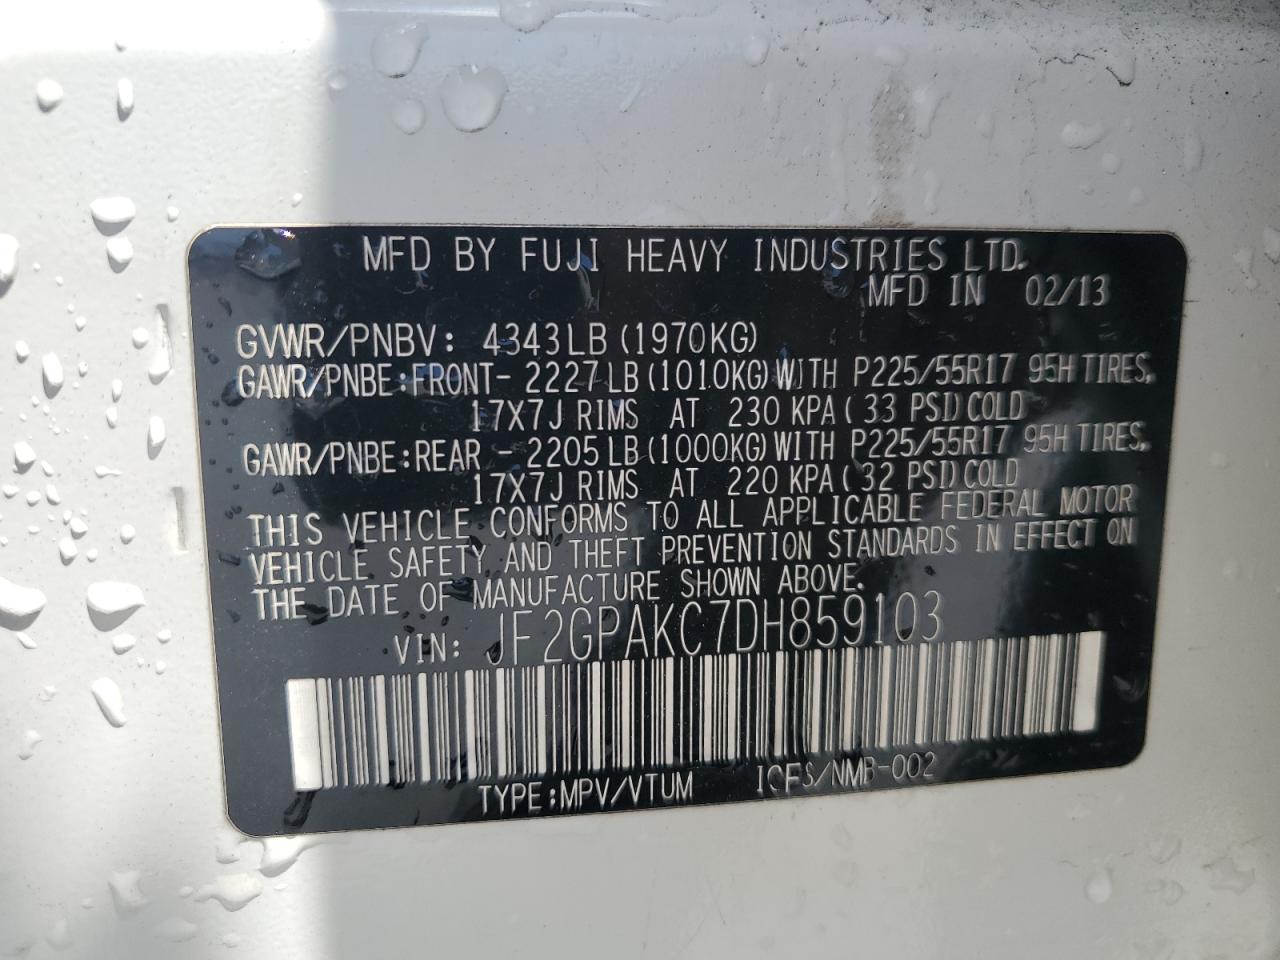 MFD BY FUJI HEAVY INDUSTRIES LTD.
MFD IN 02/13
GVWR/PNBV: 4343LB (1970KG)
GAWR/PNBE:FRONT- 2227LB (1010KG) WITH P225/55R17 95H TIRES,
17X7J RIMS AT 230 KPA ( 33 PSI) COLD
GAWR/PNBE:REAR - 2205LB (1000KG) WITH P225/55R17 95H TIRES,
17X7J RIMS AT 220 KPA ( 32 PSI) COLD
THIS VEHICLE CONFORMS TO ALL APPLICABLE FEDERAL MOTOR
VEHICLE SAFETY AND THEFT PREVENTION STANDARDS IN EFFECT ON
THE DATE OF MANUFACTURE SHOWN ABOVE.
VIN: JF2GPAKC7DH859103
TYPE:MPV/VTUM ICFS/NMB-002